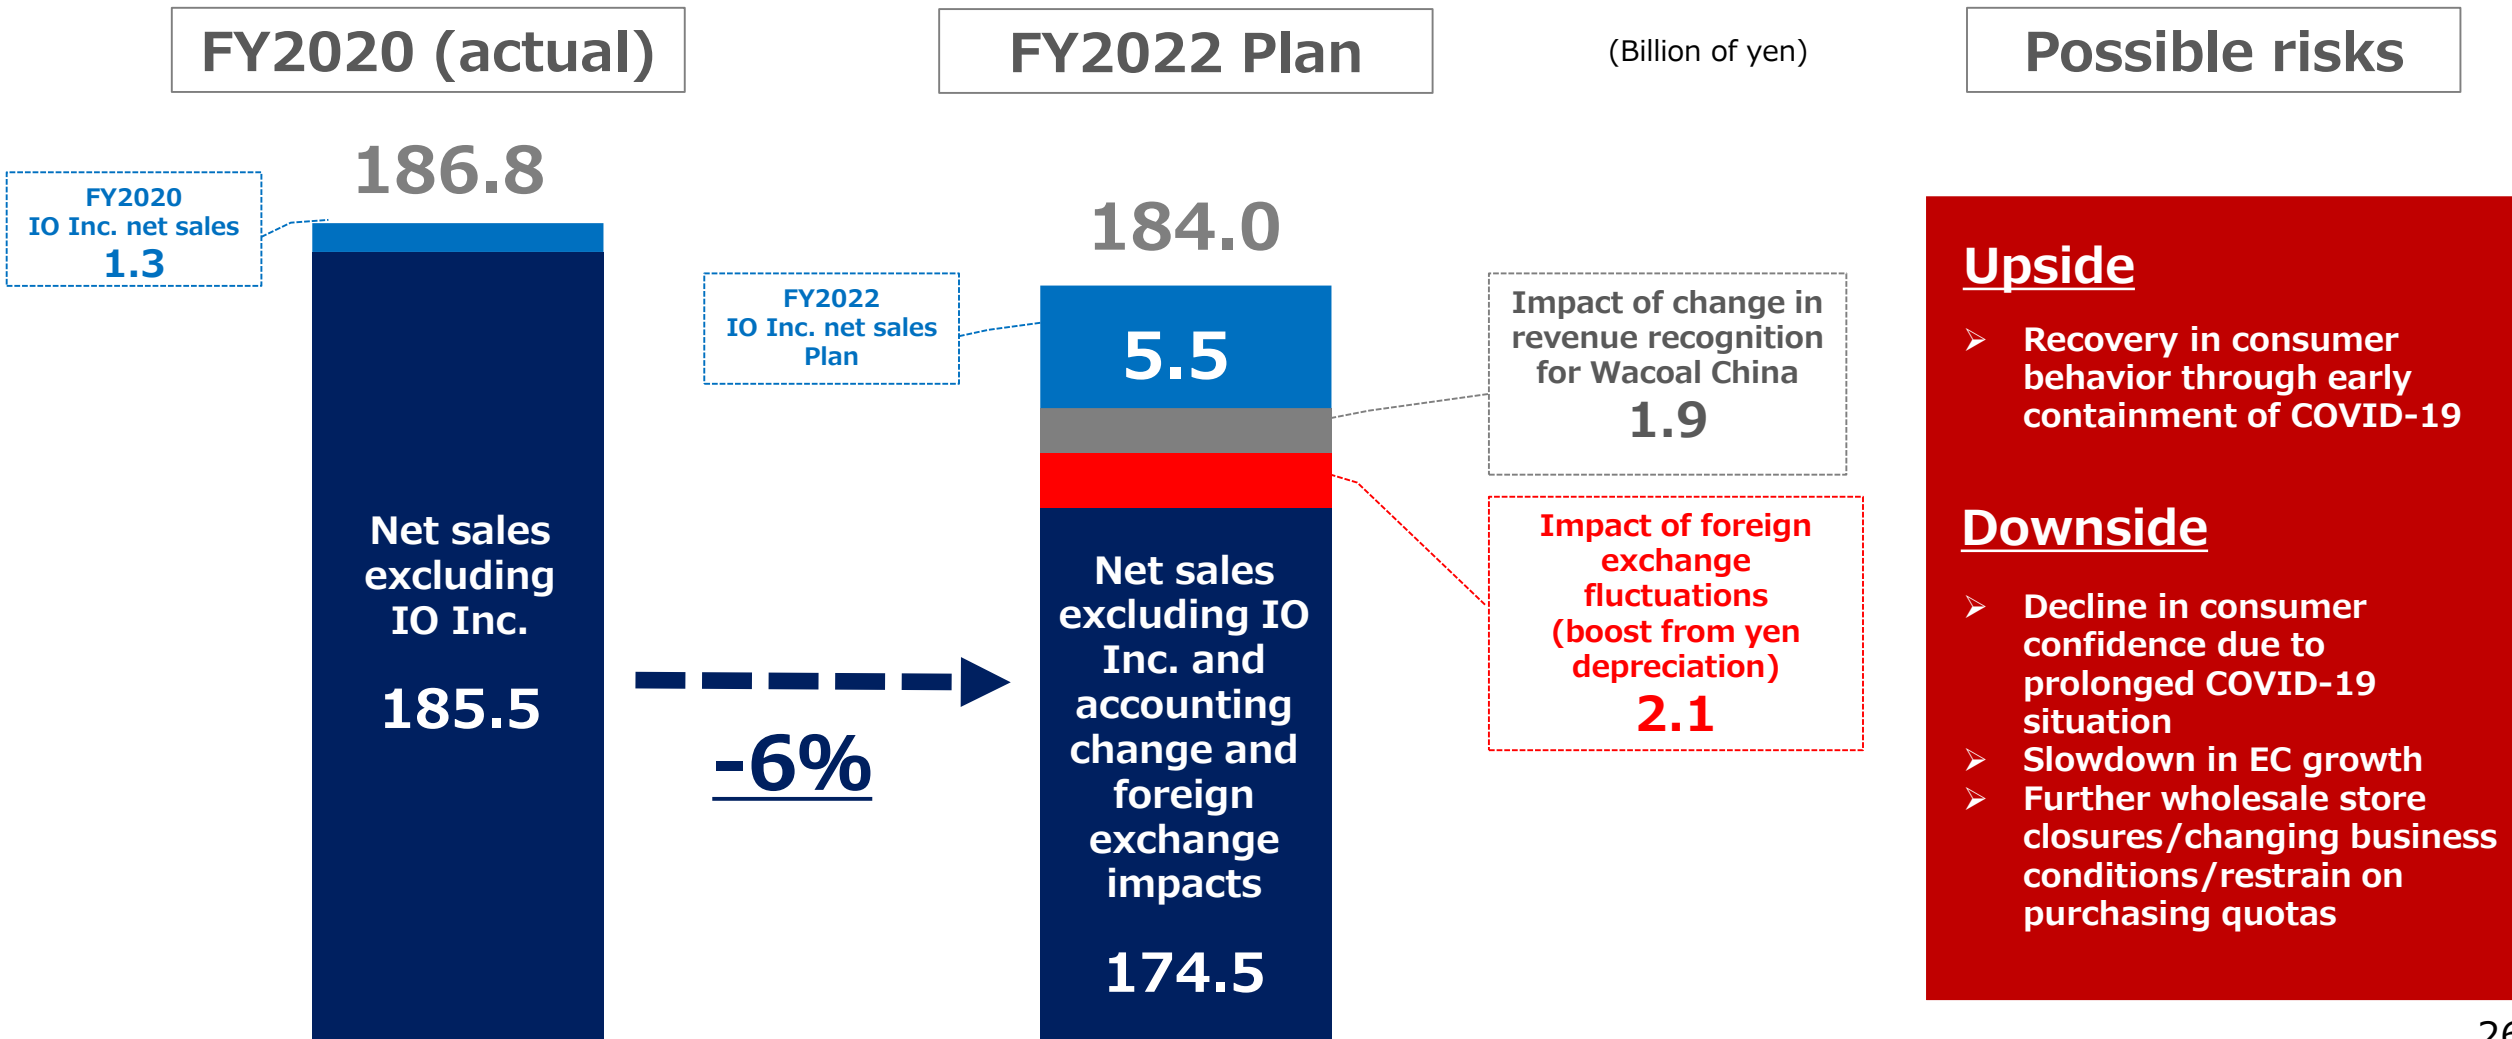 FY2020 (actual)
FY2022 Plan
(Billion of yen)
Possible risks
186.8
FY2020
IO Inc. net sales
1.3
Net sales
excluding
IO Inc.
185.5
-6%
184.0
FY2022
IO Inc. net sales
Plan
5.5
Net sales
excluding IO
Inc. and
accounting
change and
foreign
exchange
impacts
174.5
Impact of change in
revenue recognition
for Wacoal China
1.9
Impact of foreign
exchange
fluctuations
(boost from yen
depreciation)
2.1
Upside
➢ Recovery in consumer
behavior through early
containment of COVID-19
Downside
➢ Decline in consumer
confidence due to
prolonged COVID-19
situation
➢ Slowdown in EC growth
➢ Further wholesale store
closures/changing business
conditions/restrain on
purchasing quotas
26